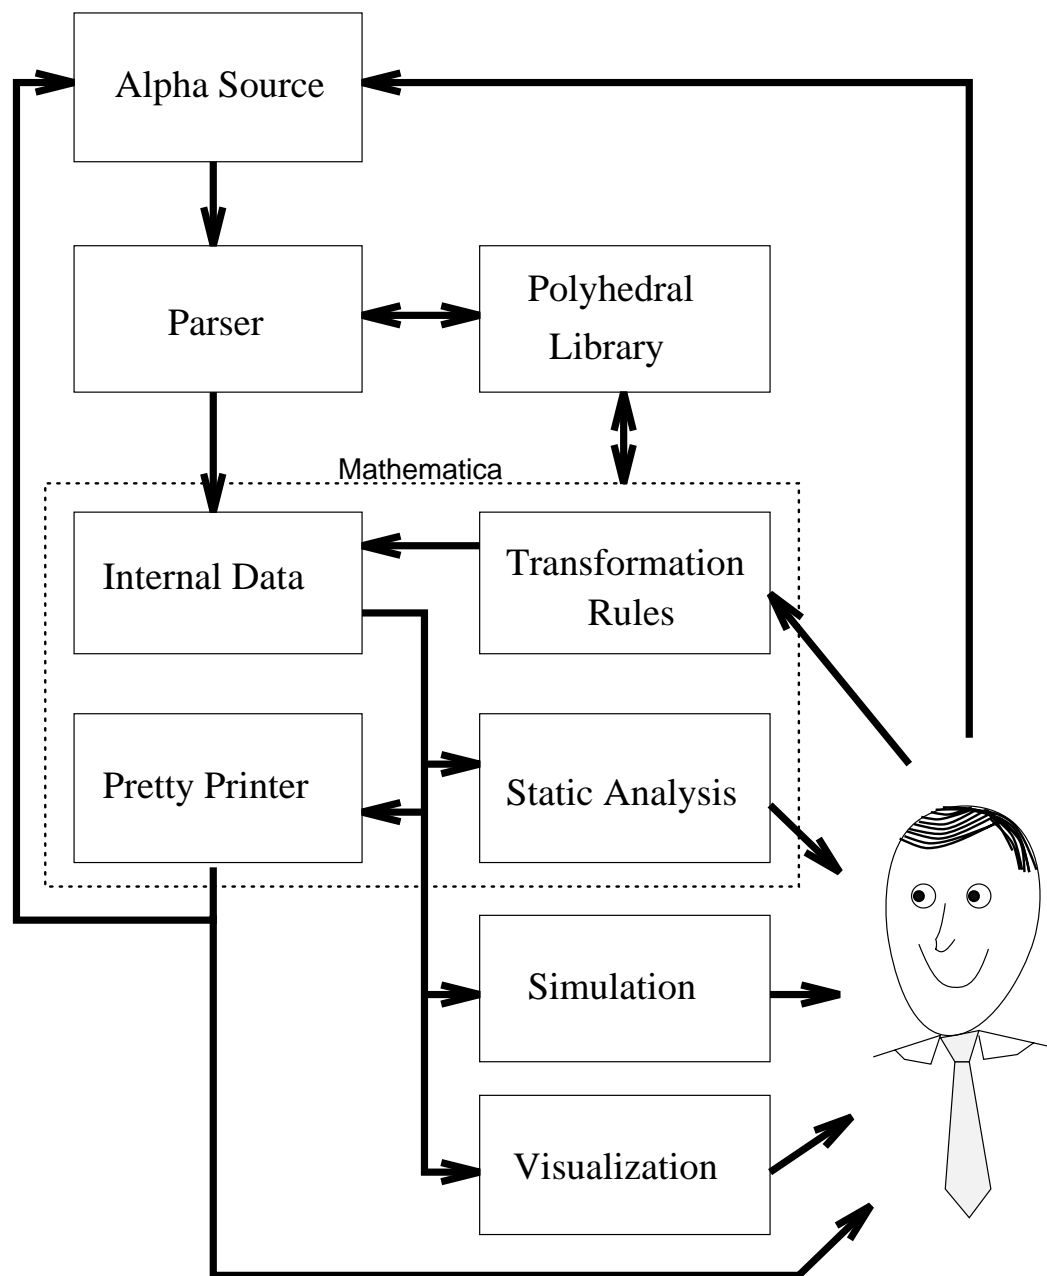 Alpha Source
Parser
Polyhedral
Library
Mathematica
Internal Data
Transformation
Rules
Pretty Printer
Static Analysis
Simulation
Visualization